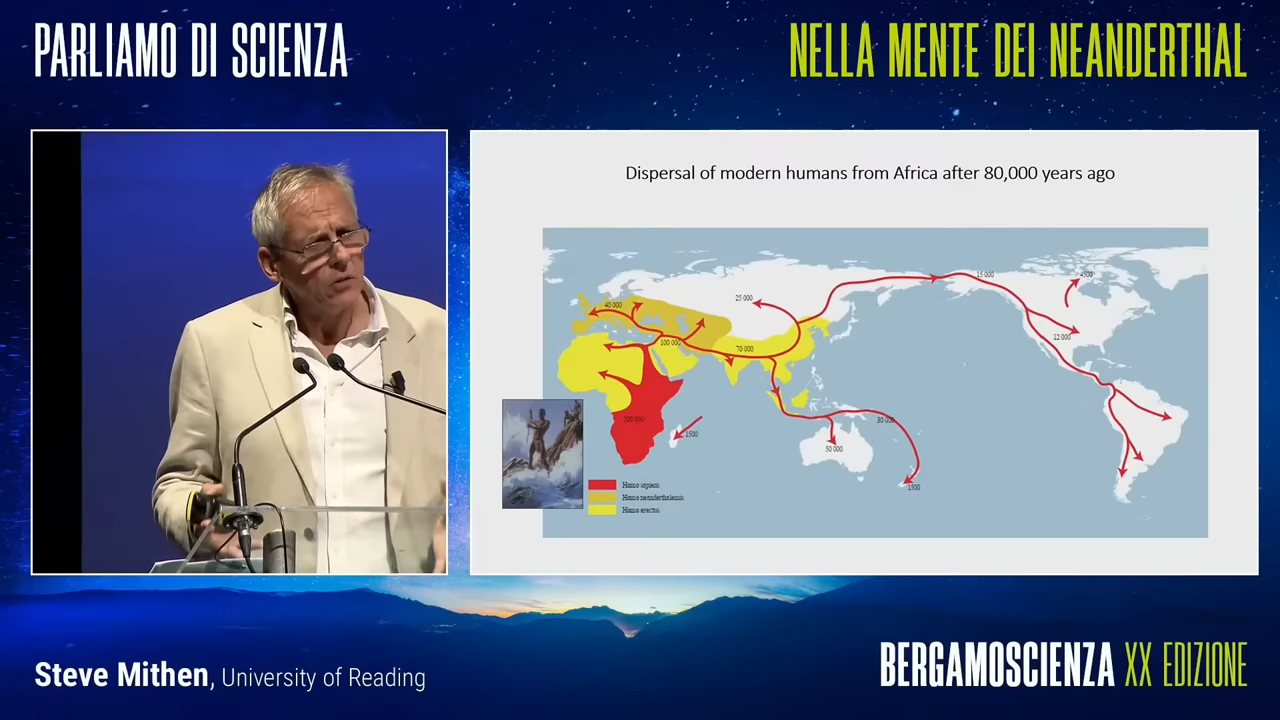 PARLIAMO DI SCIENZA
NELLA MENTE DEI NEANDERTHAL
Dispersal of modern humans from Africa after 80,000 years ago
15 000
4500
25 000
40 000
12 000
100 000
70 000
30 000
1500
50 000
1500
Homo sapiens
Homo neanderthalensis
Homo erectus
Steve Mithen, University of Reading
BERGAMOSCIENZA XX EDIZIONE